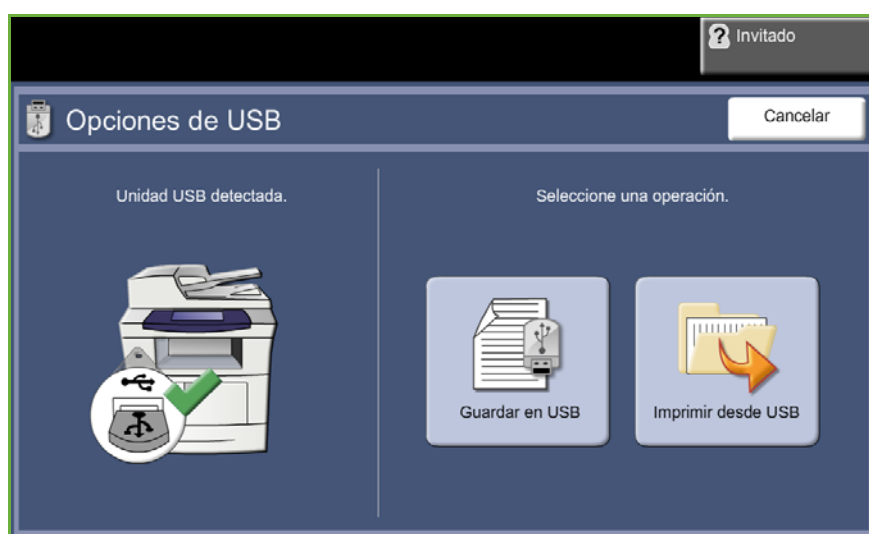 Invitado
Opciones de USB
Cancelar
Unidad USB detectada.
Seleccione una operación.
Guardar en USB
Imprimir desde USB